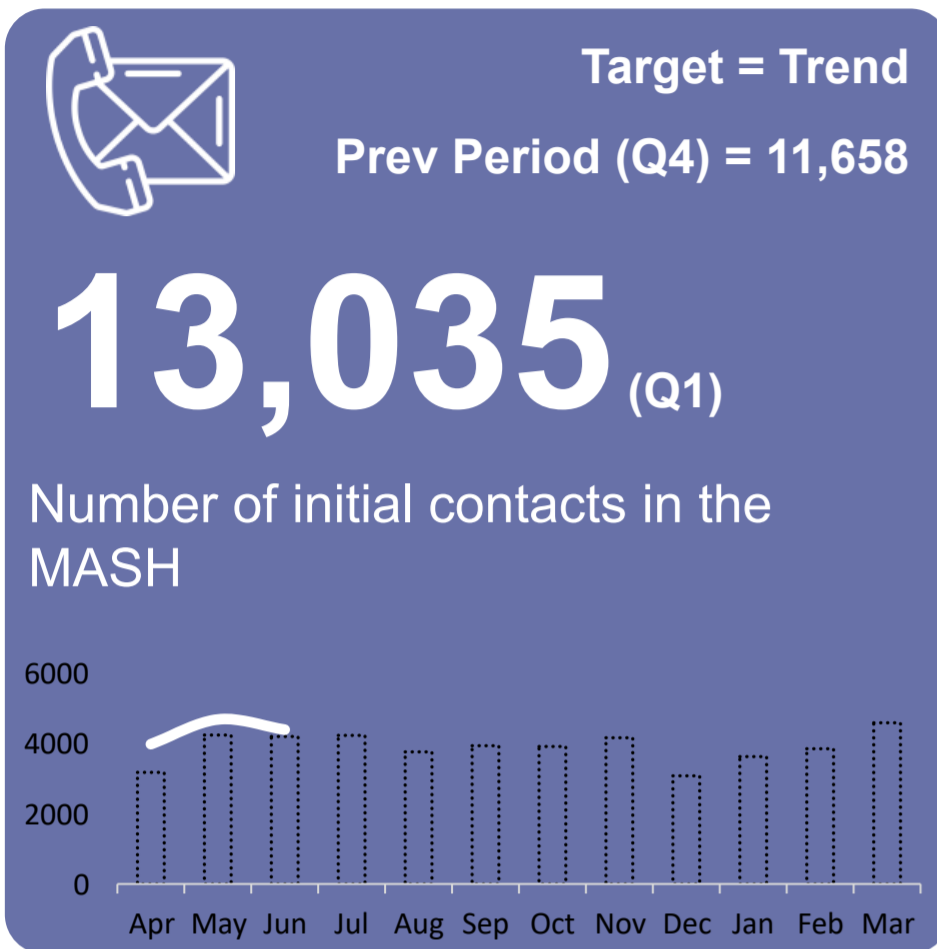 Target = Trend
Prev Period (Q4) = 11,658
13,035 (Q1)
Number of initial contacts in the
MASH
6000
4000
2000
0
Apr May Jun Jul Aug Sep Oct Nov Dec Jan Feb Mar